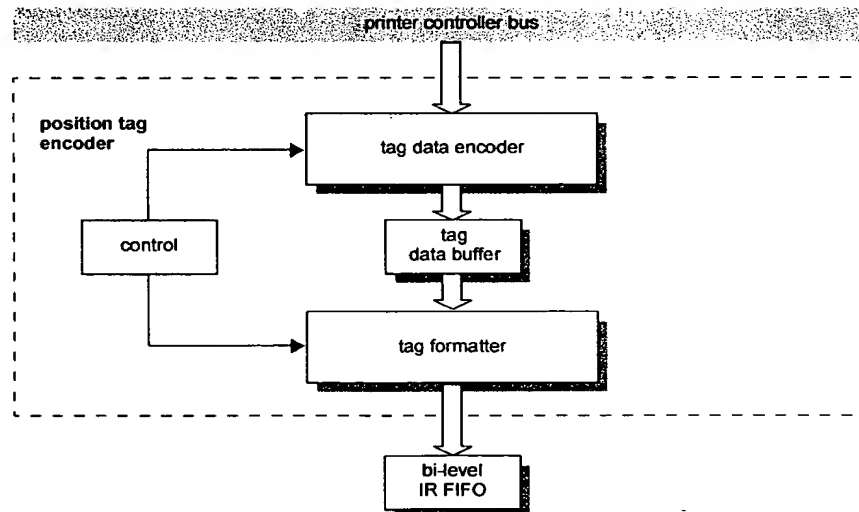 printer controller bus
position tag
encoder
tag data encoder
control
tag
data buffer
tag formatter
bi-level
IR FIFO